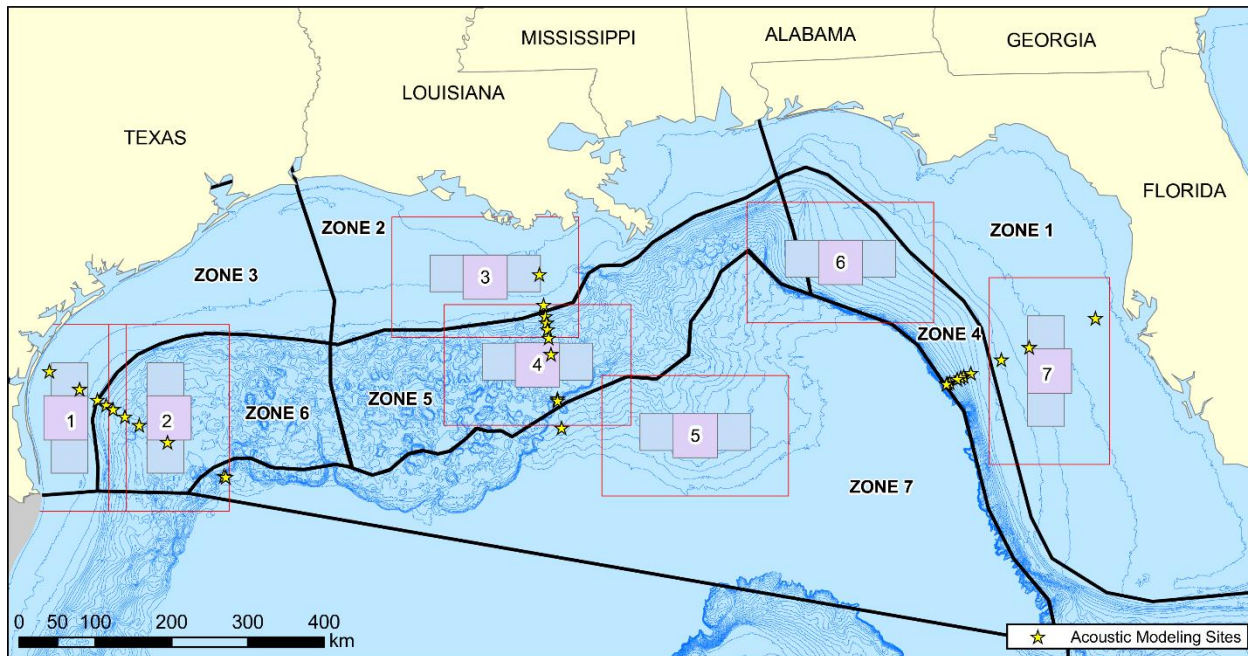 MISSISSIPPI
ALABAMA
GEORGIA
LOUISIANA
TEXAS
FLORIDA
ZONE 2
ZONE 1
ZONE 3
6
3
ZONE 4
4
7
1
2
ZONE 6
ZONE 5
5
ZONE 7
0 50 100 200 300 400
km
Acoustic Modeling Sites